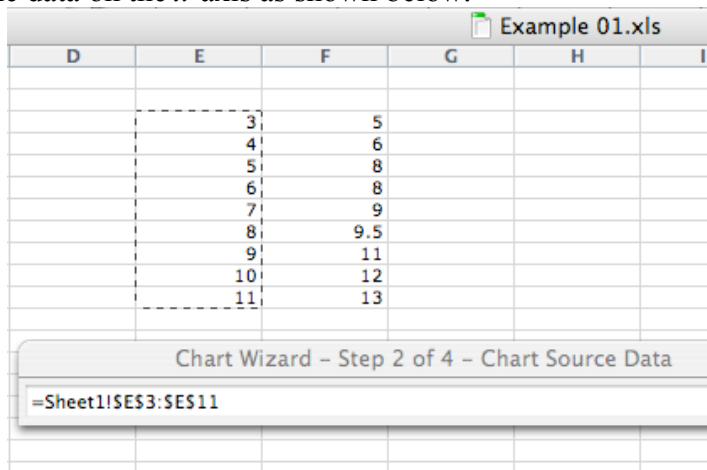 Example 01.xls
D E F G H I
3 5
4 6
5 8
6 8
7 9
8 9.5
9 11
10 12
11 13
Chart Wizard – Step 2 of 4 – Chart Source Data
=Sheet1!$E$3:$E$11